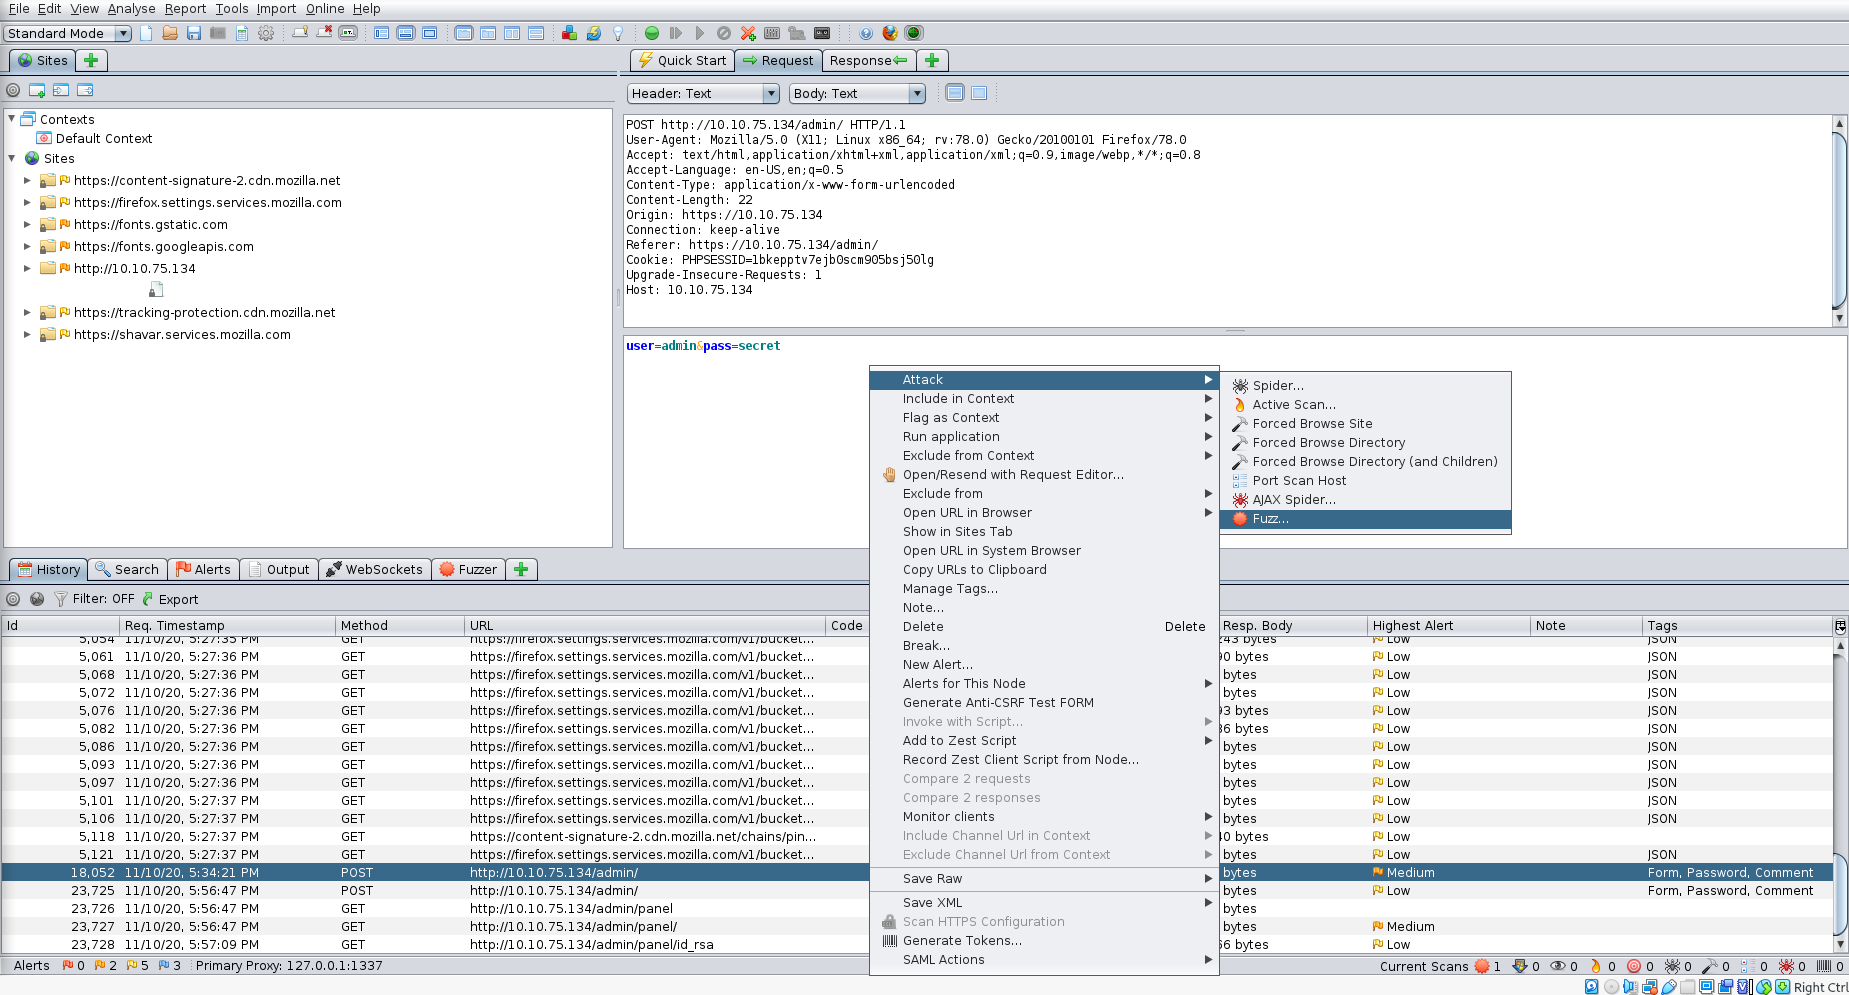 File Edit View Analyse Report Tools Import Online Help
Standard Mode
Sites
Quick Start Request Response
Header: Text Body: Text
Contexts
Default Context
Sites
https://content-signature-2.cdn.mozilla.net
https://firefox.settings.services.mozilla.com
https://fonts.gstatic.com
https://fonts.googleapis.com
http://10.10.75.134
https://tracking-protection.cdn.mozilla.net
https://shavar.services.mozilla.com
POST http://10.10.75.134/admin/ HTTP/1.1
User-Agent: Mozilla/5.0 (X11; Linux x86_64; rv:78.0) Gecko/20100101 Firefox/78.0
Accept: text/html,application/xhtml+xml,application/xml;q=0.9,image/webp,*/*;q=0.8
Accept-Language: en-US,en;q=0.5
Content-Type: application/x-www-form-urlencoded
Content-Length: 22
Origin: https://10.10.75.134
Connection: keep-alive
Referer: https://10.10.75.134/admin/
Cookie: PHPSESSID=1bkepptv7ejb0scm905bsj50lg
Upgrade-Insecure-Requests: 1
Host: 10.10.75.134
user=admin&pass=secret
Attack
Include in Context
Flag as Context
Run application
Exclude from Context
Open/Resend with Request Editor...
Exclude from
Open URL in Browser
Show in Sites Tab
Open URL in System Browser
Copy URLs to Clipboard
Manage Tags...
Note...
Delete Delete
Break...
New Alert...
Alerts for This Node
Generate Anti-CSRF Test FORM
Invoke with Script...
Add to Zest Script
Record Zest Client Script from Node...
Compare 2 requests
Compare 2 responses
Monitor clients
Include Channel Url in Context
Exclude Channel Url from Context
Save Raw
Save XML
Scan HTTPS Configuration
Generate Tokens...
SAML Actions
Spider...
Active Scan...
Forced Browse Site
Forced Browse Directory
Forced Browse Directory (and Children)
Port Scan Host
AJAX Spider...
Fuzz...
History Search Alerts Output WebSockets Fuzzer
Filter: OFF Export
Id Req. Timestamp Method URL Code Resp. Body Highest Alert Note Tags
5,054 11/10/20, 5:27:35 PM GET https://firefox.settings.services.mozilla.com/v1/bucket... 243 bytes Low JSON
5,061 11/10/20, 5:27:36 PM GET https://firefox.settings.services.mozilla.com/v1/bucket... 90 bytes Low JSON
5,068 11/10/20, 5:27:36 PM GET https://firefox.settings.services.mozilla.com/v1/bucket... bytes Low JSON
5,072 11/10/20, 5:27:36 PM GET https://firefox.settings.services.mozilla.com/v1/bucket... bytes Low JSON
5,076 11/10/20, 5:27:36 PM GET https://firefox.settings.services.mozilla.com/v1/bucket... 93 bytes Low JSON
5,082 11/10/20, 5:27:36 PM GET https://firefox.settings.services.mozilla.com/v1/bucket... 36 bytes Low JSON
5,086 11/10/20, 5:27:36 PM GET https://firefox.settings.services.mozilla.com/v1/bucket... bytes Low JSON
5,093 11/10/20, 5:27:36 PM GET https://firefox.settings.services.mozilla.com/v1/bucket... bytes Low JSON
5,097 11/10/20, 5:27:36 PM GET https://firefox.settings.services.mozilla.com/v1/bucket... bytes Low JSON
5,101 11/10/20, 5:27:37 PM GET https://firefox.settings.services.mozilla.com/v1/bucket... bytes Low JSON
5,106 11/10/20, 5:27:37 PM GET https://firefox.settings.services.mozilla.com/v1/bucket... bytes Low JSON
5,118 11/10/20, 5:27:37 PM GET https://content-signature-2.cdn.mozilla.net/chains/pin... 40 bytes Low
5,121 11/10/20, 5:27:37 PM GET https://firefox.settings.services.mozilla.com/v1/bucket... bytes Low JSON
18,052 11/10/20, 5:34:21 PM POST http://10.10.75.134/admin/ bytes Medium Form, Password, Comment
23,725 11/10/20, 5:56:47 PM POST http://10.10.75.134/admin/ bytes Low Form, Password, Comment
23,726 11/10/20, 5:56:47 PM GET http://10.10.75.134/admin/panel bytes
23,727 11/10/20, 5:56:47 PM GET http://10.10.75.134/admin/panel/ bytes Medium
23,728 11/10/20, 5:57:09 PM GET http://10.10.75.134/admin/panel/id_rsa 66 bytes Low
Alerts 0 2 5 3 Primary Proxy: 127.0.0.1:1337 Current Scans 1 0 0 0 0 0 0 0 0 0
Right Ctrl